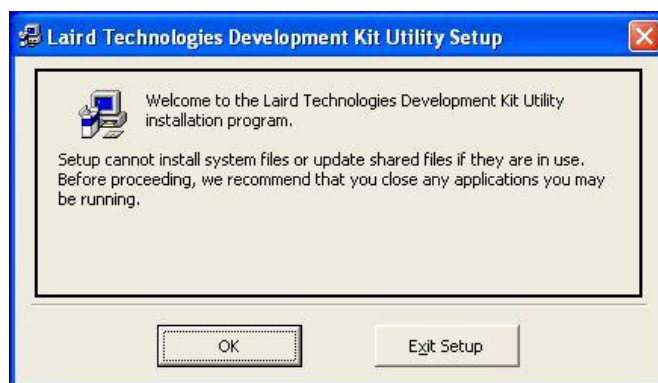 Laird Technologies Development Kit Utility Setup
Welcome to the Laird Technologies Development Kit Utility
installation program.
Setup cannot install system files or update shared files if they are in use.
Before proceeding, we recommend that you close any applications you may
be running.
OK
Exit Setup